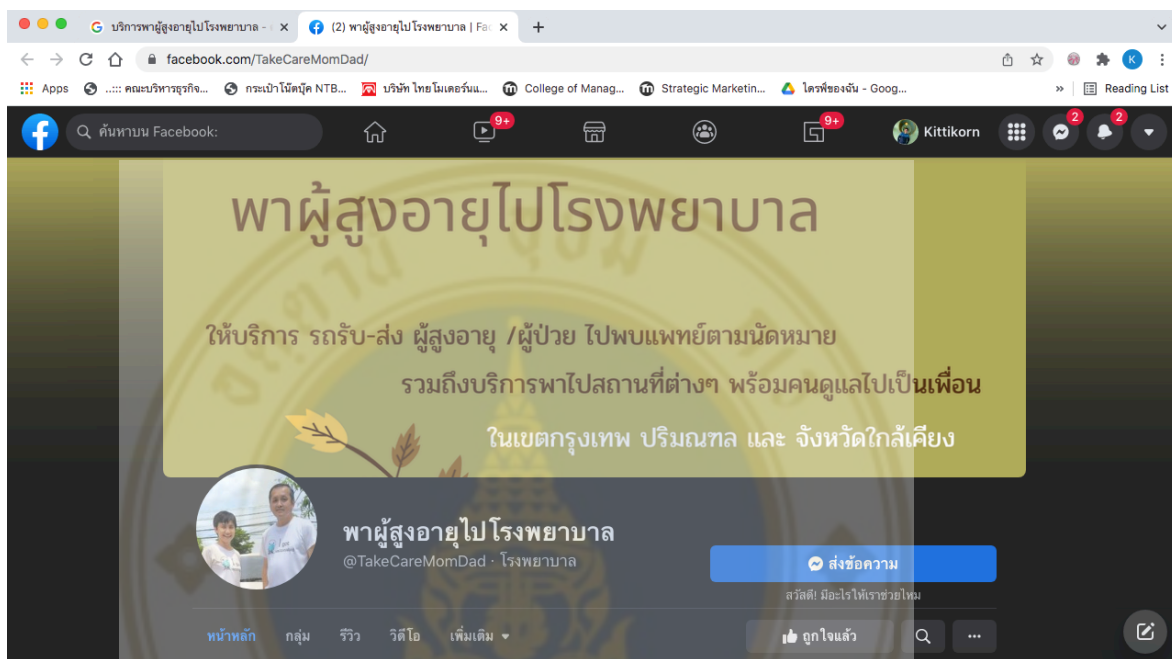 บริการพาผู้สูงอายุไปโรงพยาบาล -
(2) พาผู้สูงอายุไปโรงพยาบาล | Fac
facebook.com/TakeCareMomDad/
K
Apps
..::: คณะบริหารธุรกิจ...
กระเป๋าโน๊ตบุ๊ค NTB...
บริษัท ไทยโมเดอร์นแ...
College of Manag...
Strategic Marketin...
ไดรฟ์ของฉัน - Goog...
»
Reading List
ค้นหาบน Facebook:
9+
9+
Kittikorn
2
2
พาผู้สูงอายุไปโรงพยาบาล
ให้บริการ รถรับ-ส่ง ผู้สูงอายุ /ผู้ป่วย ไปพบแพทย์ตามนัดหมาย
รวมถึงบริการพาไปสถานที่ต่างๆ พร้อมคนดูแลไปเป็นเพื่อน
ในเขตกรุงเทพ ปริมณฑล และ จังหวัดใกล้เคียง
พาผู้สูงอายุไปโรงพยาบาล
@TakeCareMomDad · โรงพยาบาล
ส่งข้อความ
สวัสดี! มีอะไรให้เราช่วยไหม
หน้าหลัก
กลุ่ม
รีวิว
วิดีโอ
เพิ่มเติม
ถูกใจแล้ว